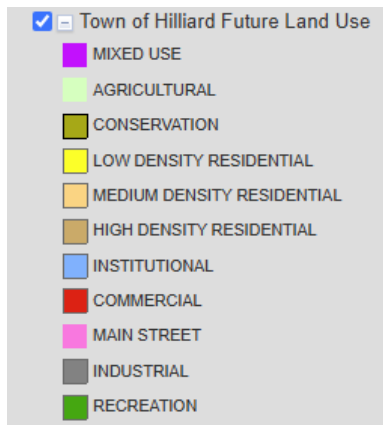 Town of Hilliard Future Land Use
MIXED USE
AGRICULTURAL
CONSERVATION
LOW DENSITY RESIDENTIAL
MEDIUM DENSITY RESIDENTIAL
HIGH DENSITY RESIDENTIAL
INSTITUTIONAL
COMMERCIAL
MAIN STREET
INDUSTRIAL
RECREATION